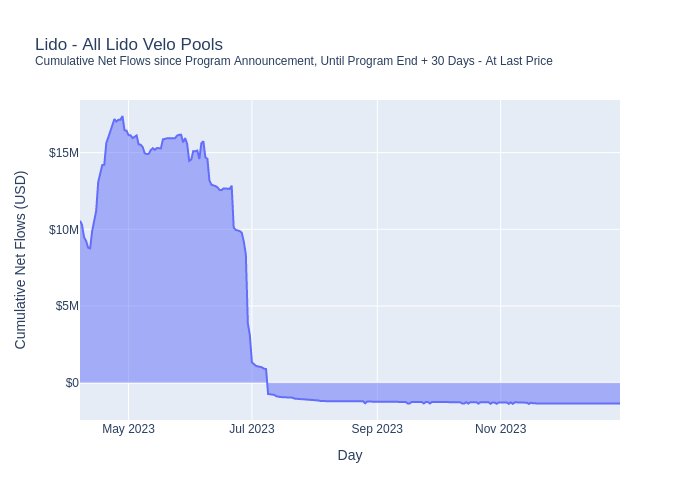 Lido - All Lido Velo Pools
Cumulative Net Flows since Program Announcement, Until Program End + 30 Days - At Last Price
Cumulative Net Flows (USD)
$15M
$10M
$5M
$0
May 2023
Jul 2023
Sep 2023
Nov 2023
Day